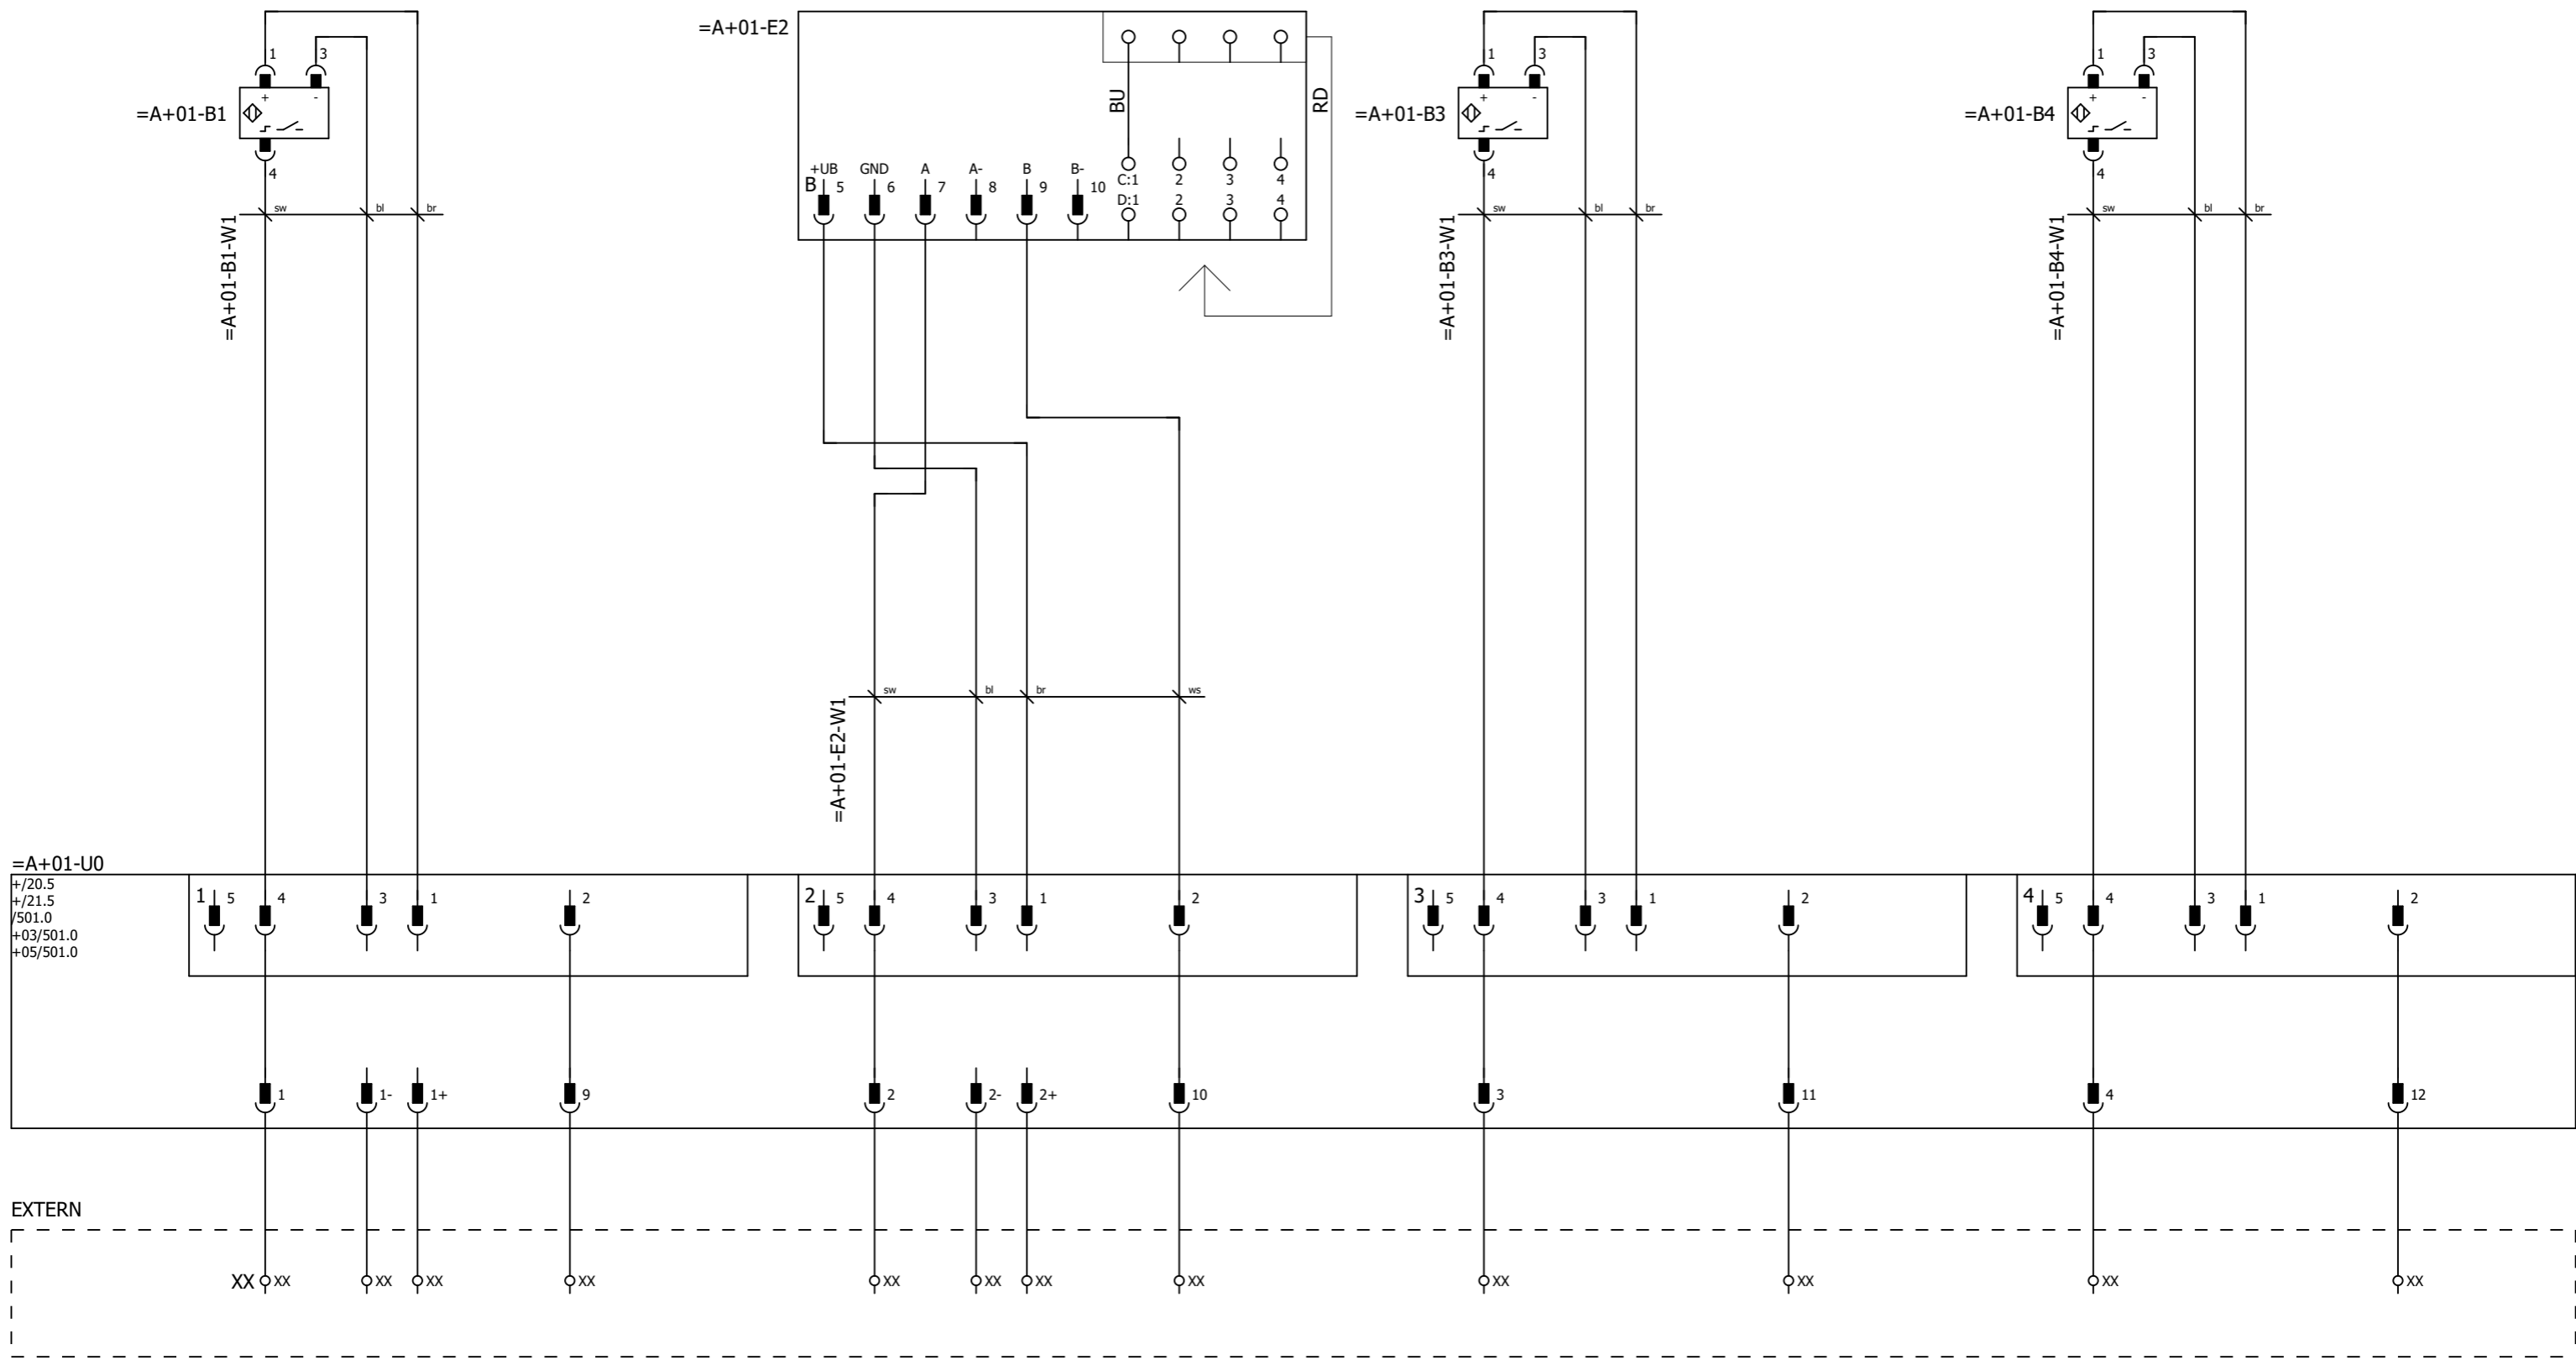 =A+01-E2
1
3
1
3
1
3
=A+01-B1
+
-
BU
RD
=A+01-B3
+
-
=A+01-B4
+
-
4
4
4
+UB
GND
A
A-
B
B-
B
5
6
7
8
9
10
C:1
2
3
4
D:1
2
3
4
=A+01-B1-W1
sw
bl
br
=A+01-B3-W1
sw
bl
br
=A+01-B4-W1
sw
bl
br
=A+01-E2-W1
sw
bl
br
ws
=A+01-U0
+/20.5
+/21.5
/501.0
+03/501.0
+05/501.0
1
5
4
3
1
2
2
5
4
3
1
2
3
5
4
3
1
2
4
5
4
3
1
2
1
1-
1+
9
2
2-
2+
10
3
11
4
12
EXTERN
XX
XX
XX
XX
XX
XX
XX
XX
XX
XX
XX
XX
XX